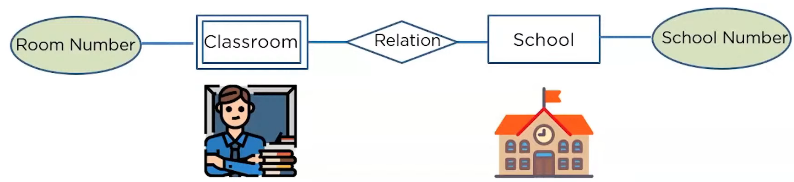 Room Number
Classroom
Relation
School
School Number